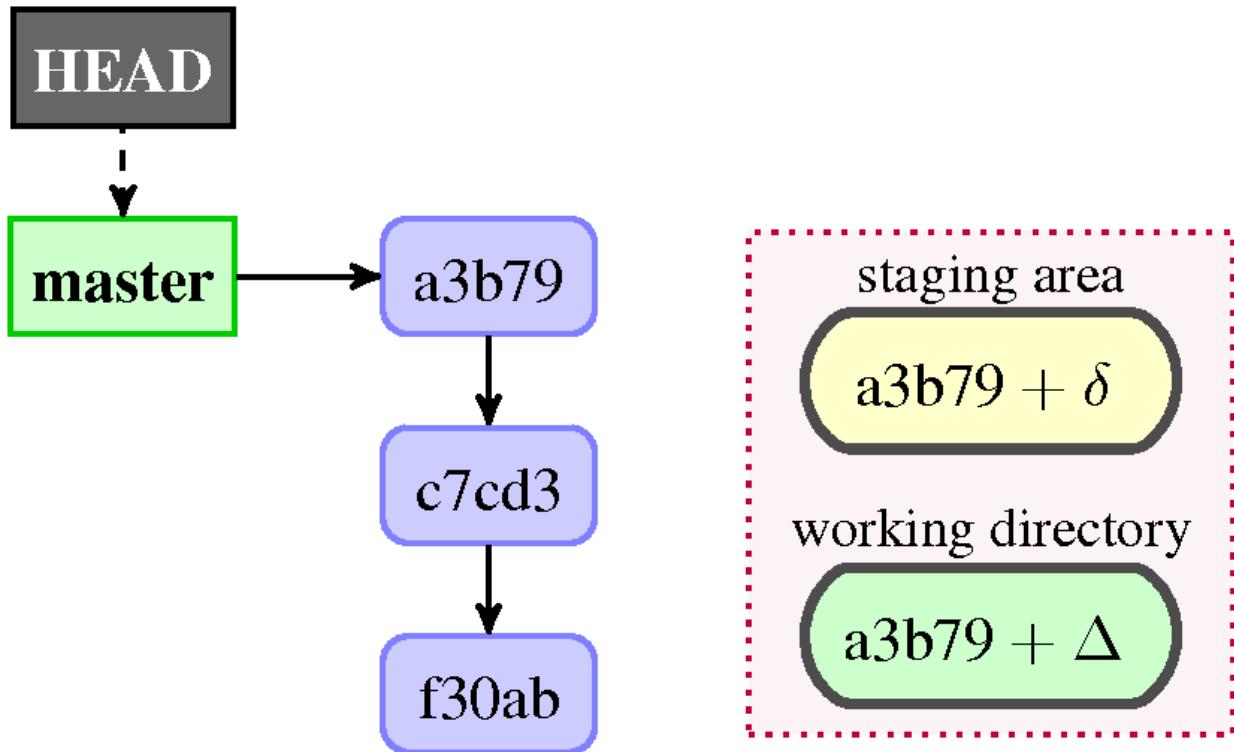 HEAD
master
a3b79
c7cd3
f30ab
staging area
a3b79 + δ
working directory
a3b79 + Δ